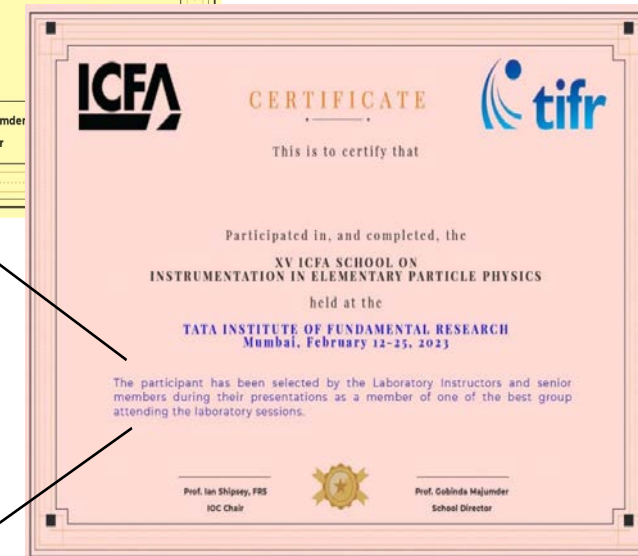 mder
r
ICFA
CERTIFICATE
tifr
This is to certify that
Participated in, and completed, the
XV ICFA SCHOOL ON
INSTRUMENTATION IN ELEMENTARY PARTICLE PHYSICS
held at the
TATA INSTITUTE OF FUNDAMENTAL RESEARCH
Mumbai, February 12-25, 2023
The participant has been selected by the Laboratory Instructors and senior
members during their presentations as a member of one of the best group
attending the laboratory sessions.
Prof. Ian Shipsey, FRS
IOC Chair
Prof. Gobinda Majumder
School Director